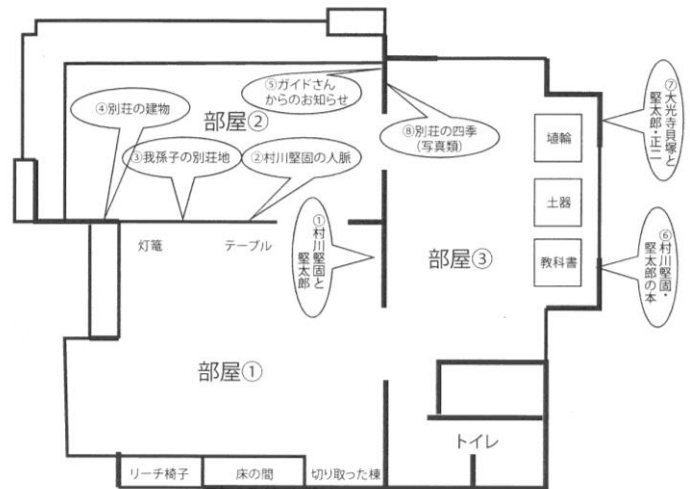 ⑤ガイドさん
からのお知らせ
④別荘の建物
部屋②
③我孫子の別荘地
②村川堅固の人脈
⑧別荘の四季
(写真類)
⑦大光寺貝塚と
堅太郎・正二
埴輪
土器
教科書
①村川堅固と
堅太郎
⑥村川堅固・
堅太郎の本
灯篭
テーブル
部屋③
部屋①
トイレ
リーチ椅子
床の間
切り取った棟